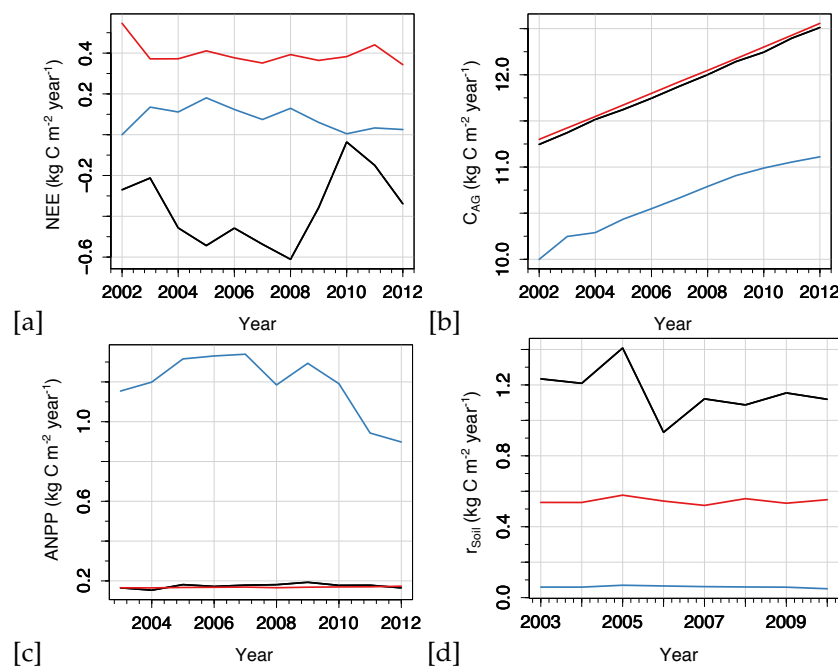 NEE (kg C m⁻² year⁻¹)
0.4
0.2
−0.2
−0.6
2002 2004 2006 2008 2010 2012
Year
[a]
C_AG (kg C m⁻² year⁻¹)
12.0
11.0
10.0
2002 2004 2006 2008 2010 2012
Year
[b]
ANPP (kg C m⁻² year⁻¹)
1.0
0.6
0.2
2004 2006 2008 2010 2012
Year
[c]
r_Soil (kg C m⁻² year⁻¹)
1.2
0.8
0.4
0.0
2003 2005 2007 2009
Year
[d]